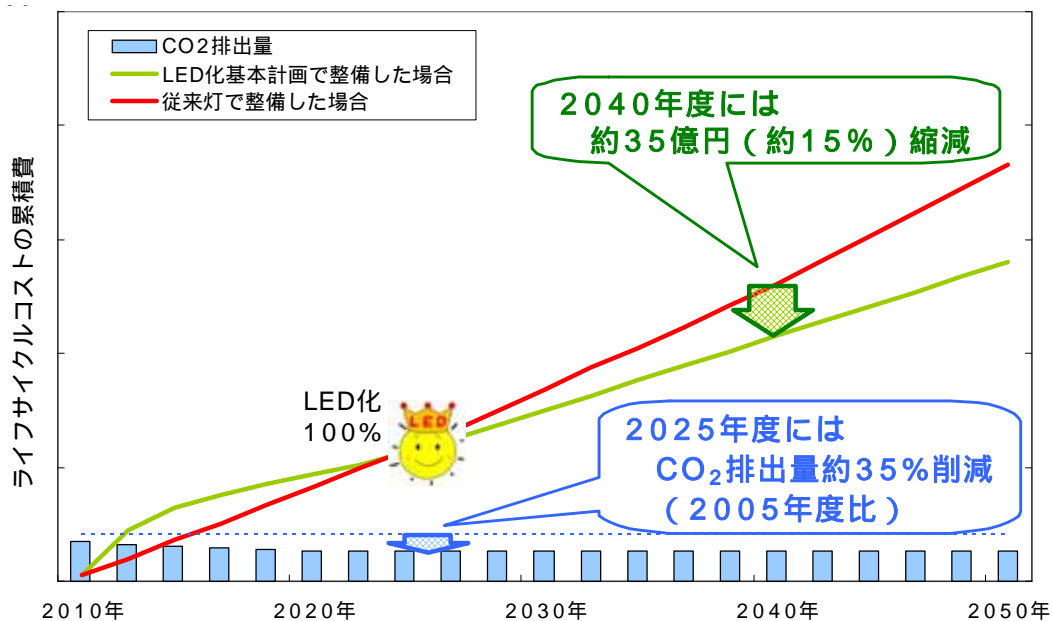 CO2排出量
LED化基本計画で整備した場合
従来灯で整備した場合
2040年度には
約35億円(約15%)縮減
ライフサイクルコストの累積費
LED化
100%
LED
2025年度には
CO₂排出量約35%削減
(2005年度比)
2010年 2020年 2030年 2040年 2050年